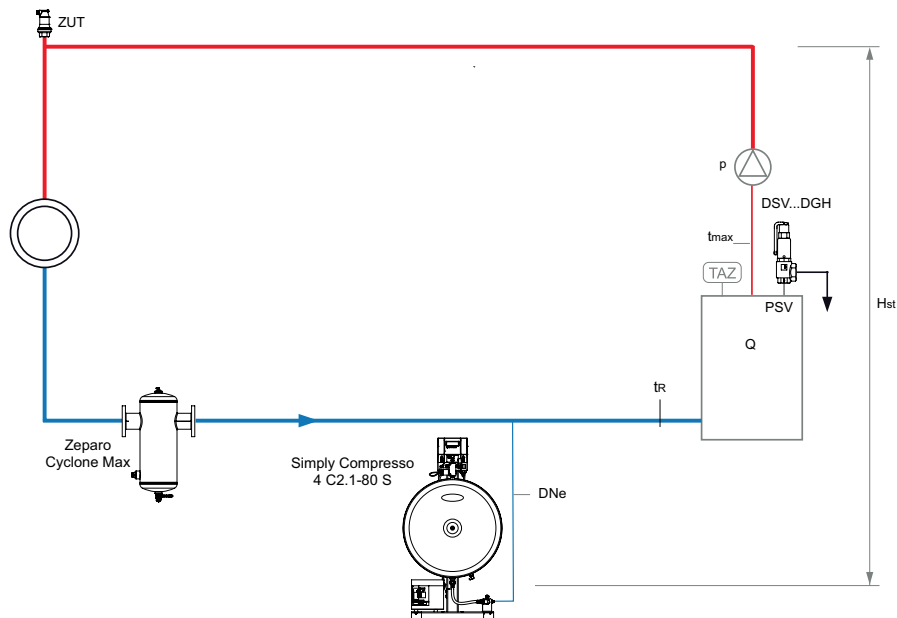 ZUT
p
DSV...DGH
tmax
TAZ
PSV
Hst
Q
tR
Zeparo
Cyclone Max
Simply Compresso
4 C2.1-80 S
DNe